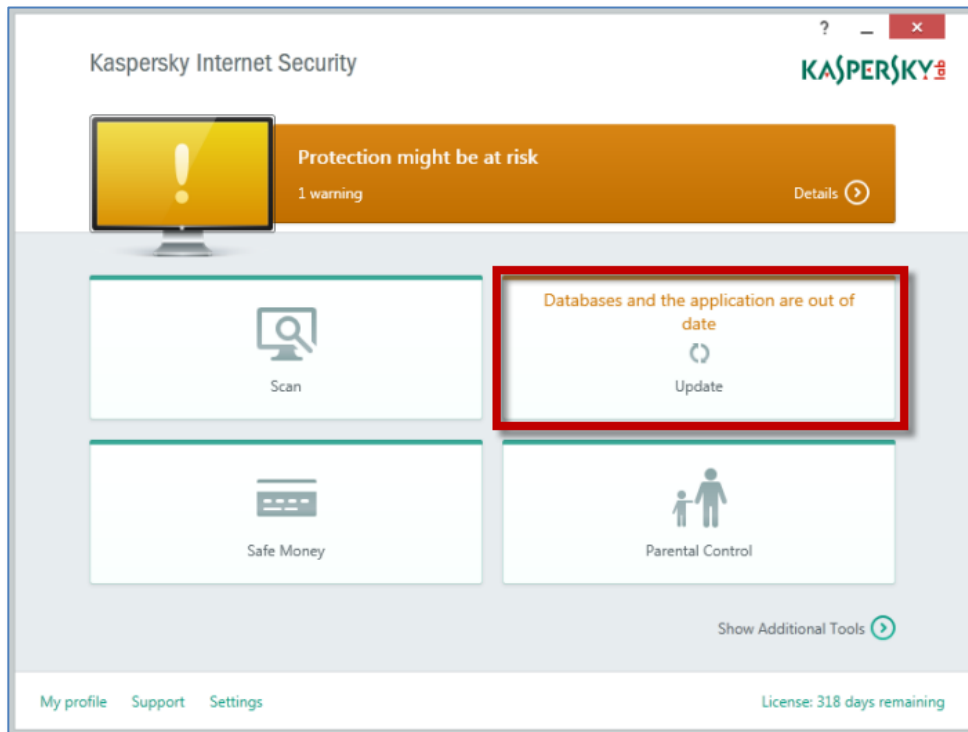 ?
Kaspersky Internet Security
KASPERSKY lab
Protection might be at risk
1 warning
Details
Databases and the application are out of
date
Scan
Update
Safe Money
Parental Control
Show Additional Tools
My profile Support Settings
License: 318 days remaining